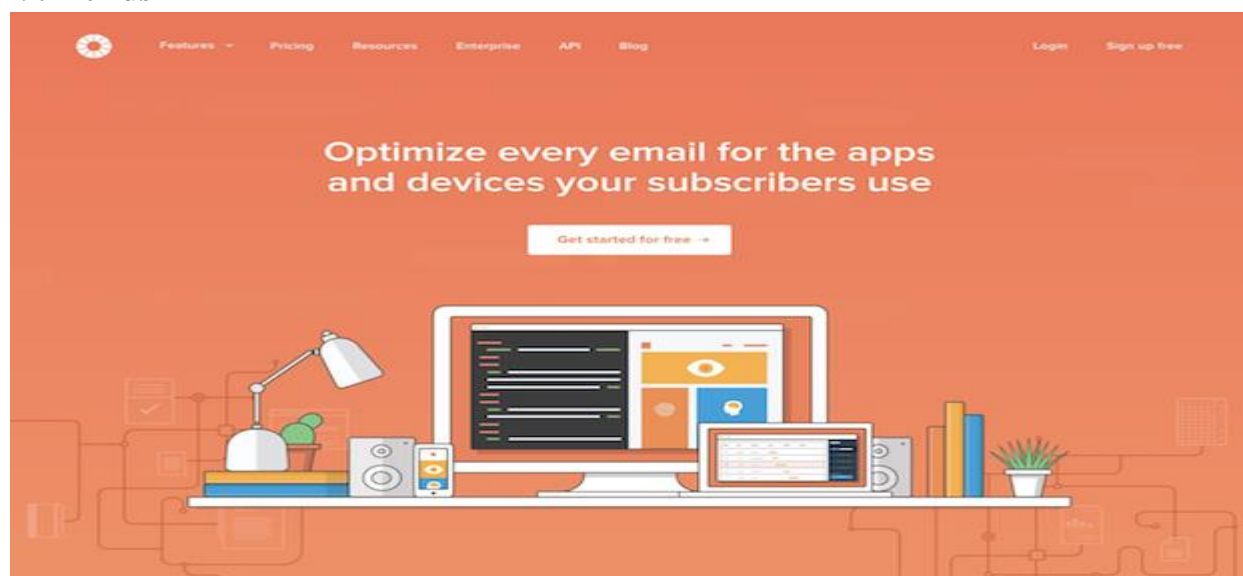 Features
Pricing
Resources
Enterprise
API
Blog
Login
Sign up free
Optimize every email for the apps
and devices your subscribers use
Get started for free →